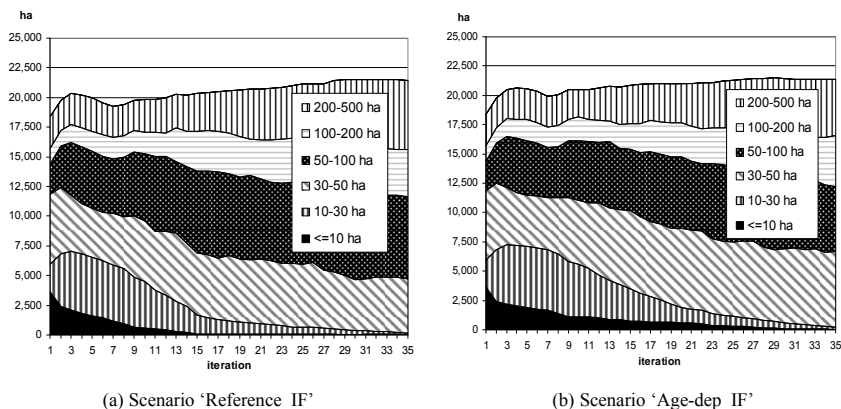 ha
25,000
22,500
20,000
17,500
15,000
12,500
10,000
7,500
5,000
2,500
0
200-500 ha
100-200 ha
50-100 ha
30-50 ha
10-30 ha
<=10 ha
1 3 5 7 9 11 13 15 17 19 21 23 25 27 29 31 33 35
iteration
(a) Scenario ‘Reference_IF’
ha
25,000
22,500
20,000
17,500
15,000
12,500
10,000
7,500
5,000
2,500
0
200-500 ha
100-200 ha
50-100 ha
30-50 ha
10-30 ha
<=10 ha
1 3 5 7 9 11 13 15 17 19 21 23 25 27 29 31 33 35
iteration
(b) Scenario ‘Age-dep_IF’